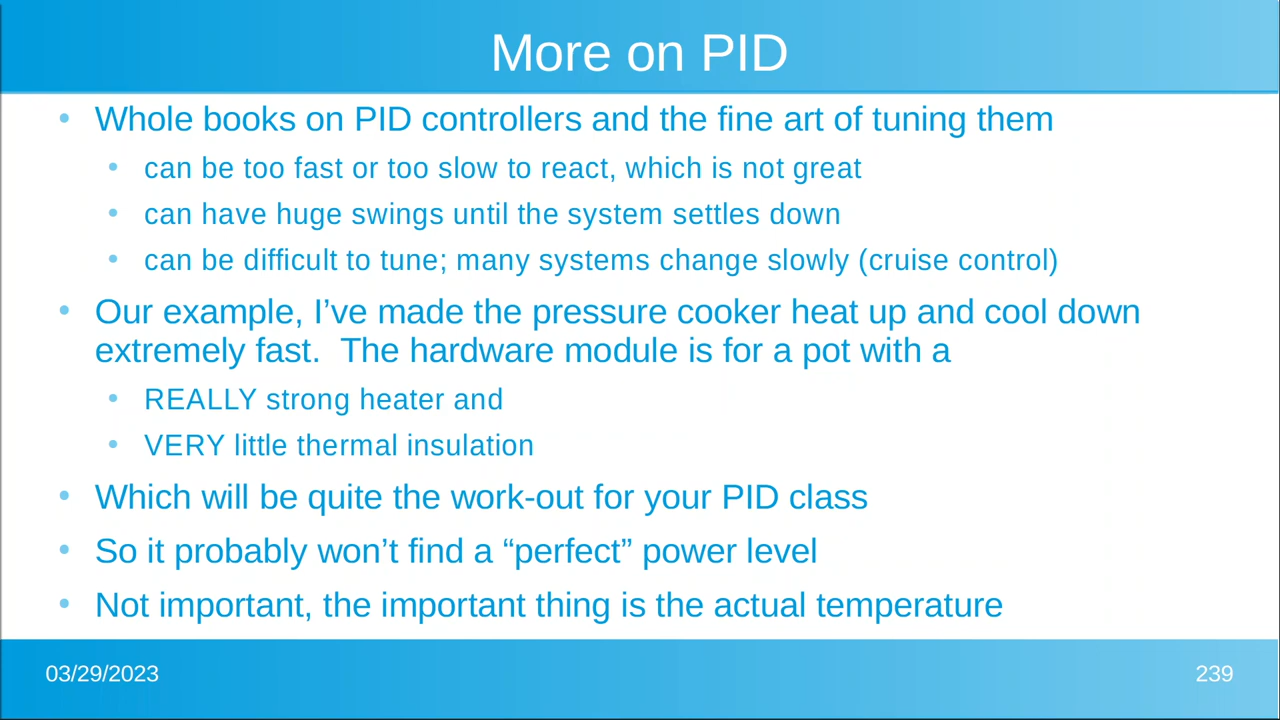 More on PID
• Whole books on PID controllers and the fine art of tuning them
• can be too fast or too slow to react, which is not great
• can have huge swings until the system settles down
• can be difficult to tune; many systems change slowly (cruise control)
• Our example, I’ve made the pressure cooker heat up and cool down
extremely fast.  The hardware module is for a pot with a
• REALLY strong heater and
• VERY little thermal insulation
• Which will be quite the work-out for your PID class
• So it probably won’t find a “perfect” power level
• Not important, the important thing is the actual temperature
03/29/2023
239